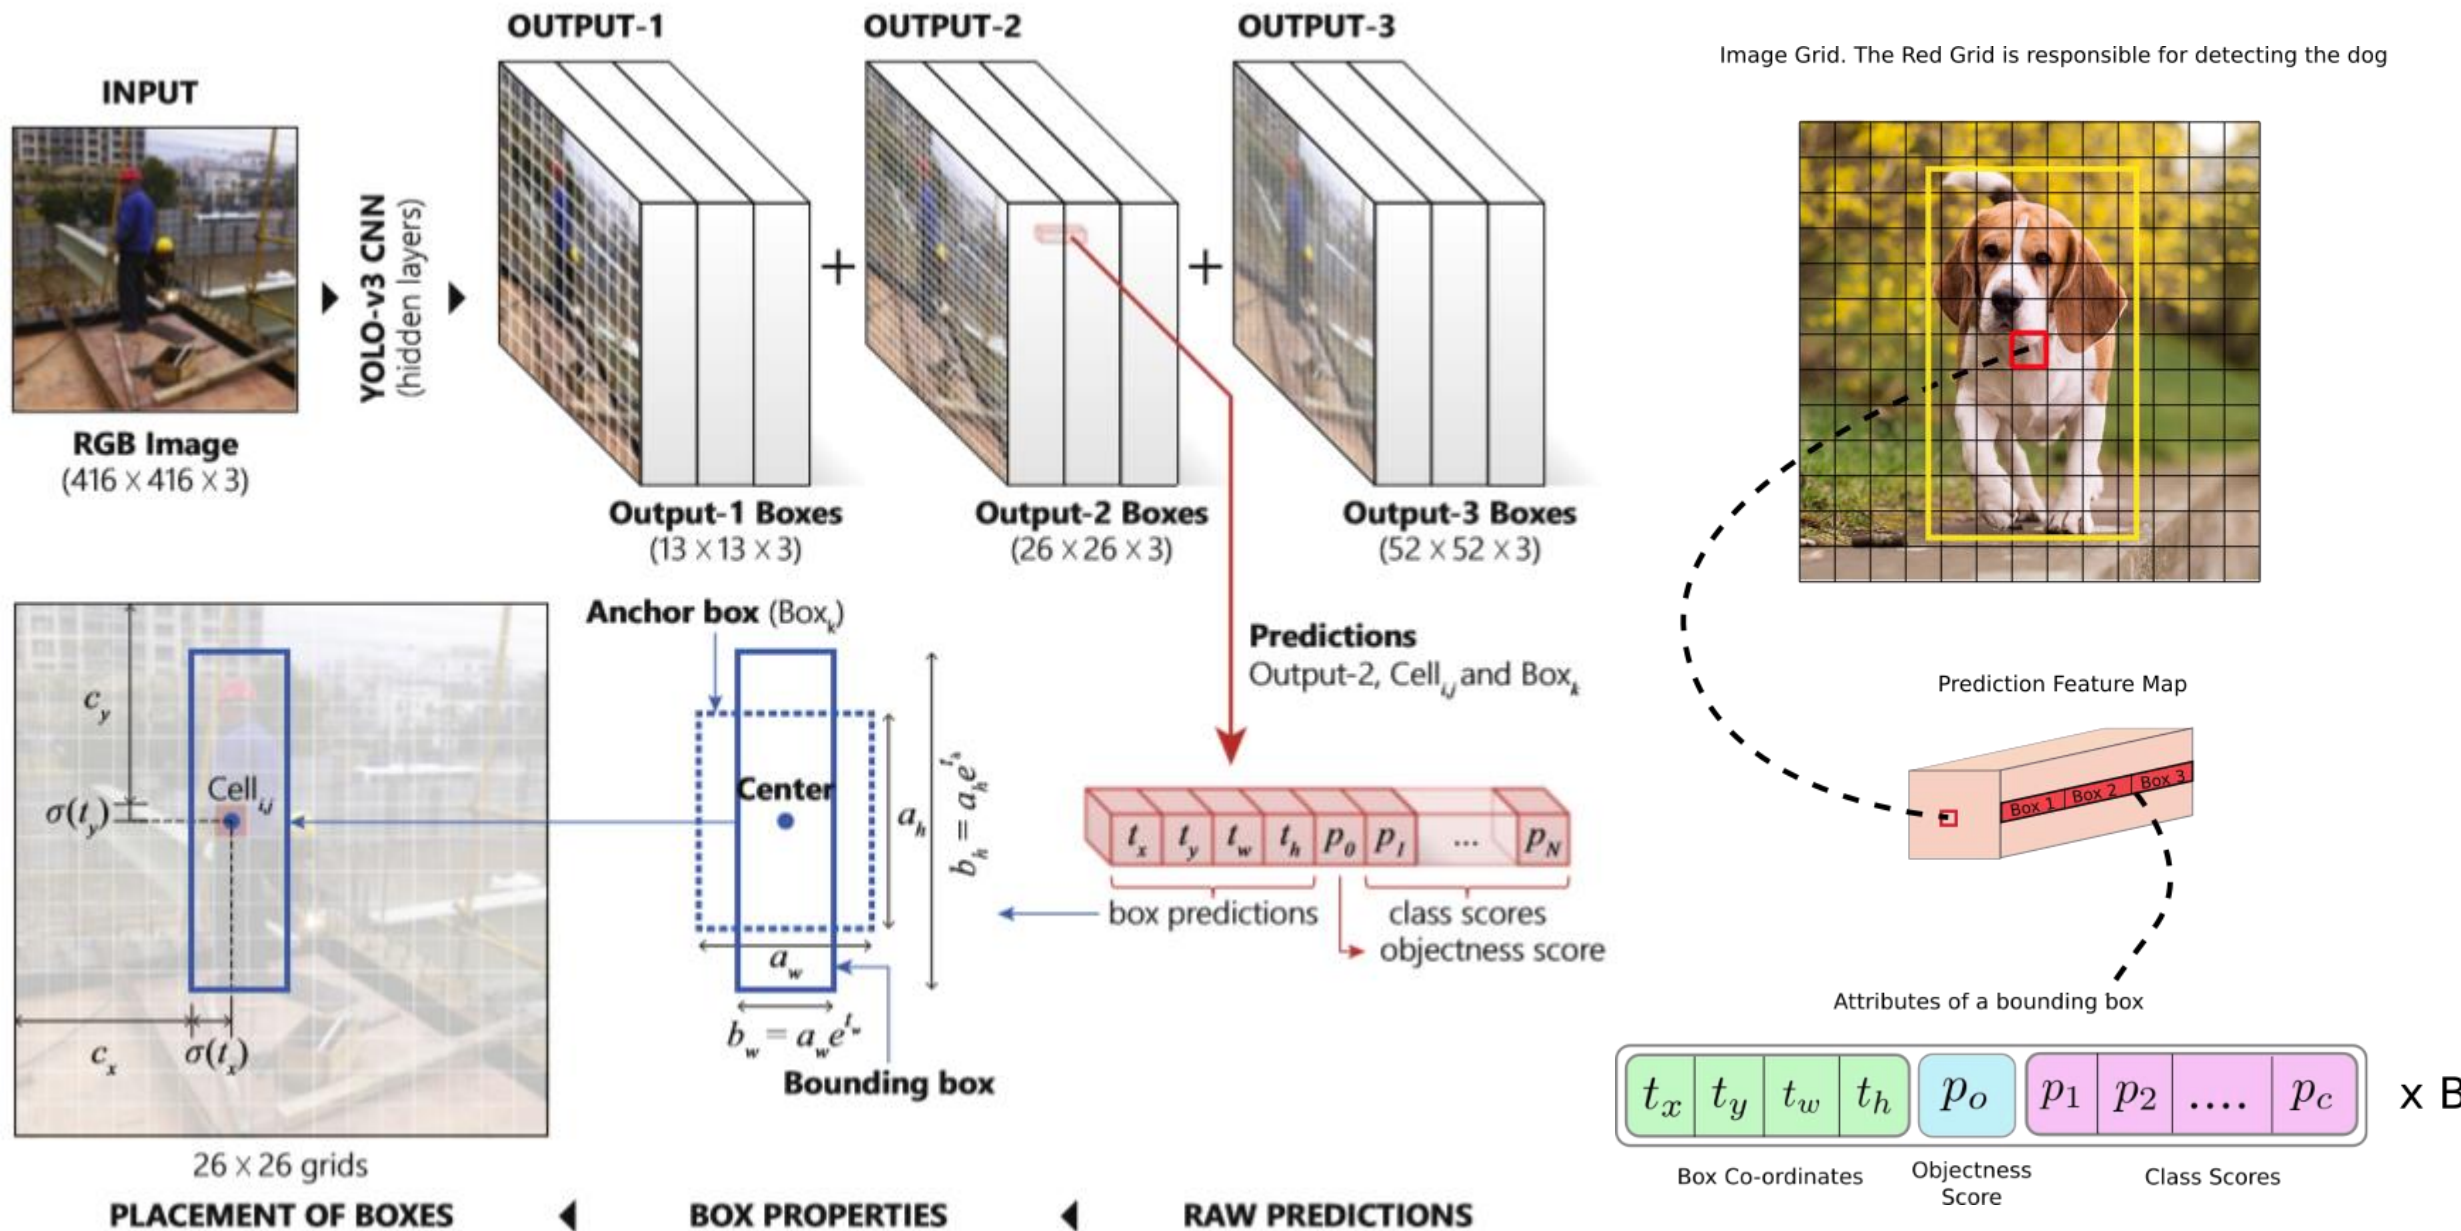 OUTPUT-1
OUTPUT-2
OUTPUT-3
INPUT
RGB Image
(416 × 416 × 3)
YOLO-v3 CNN
(hidden layers)
+
+
Output-1 Boxes
(13 × 13 × 3)
Output-2 Boxes
(26 × 26 × 3)
Output-3 Boxes
(52 × 52 × 3)
Predictions
Output-2, Cell_{i,j} and Box_k
t_x t_y t_w t_h p_0 p_1 ... p_N
box predictions
class scores
objectness score
Anchor box (Box_k)
Center
a_h
b_h = a_h e^{t_h}
a_w
b_w = a_w e^{t_w}
Bounding box
c_y
σ(t_y)
Cell_{i,j}
c_x
σ(t_x)
26 × 26 grids
PLACEMENT OF BOXES
BOX PROPERTIES
RAW PREDICTIONS
Image Grid. The Red Grid is responsible for detecting the dog
Prediction Feature Map
Box 1 Box 2 Box 3
Attributes of a bounding box
t_x t_y t_w t_h p_o p_1 p_2 .... p_c x B
Box Co-ordinates
Objectness
Score
Class Scores